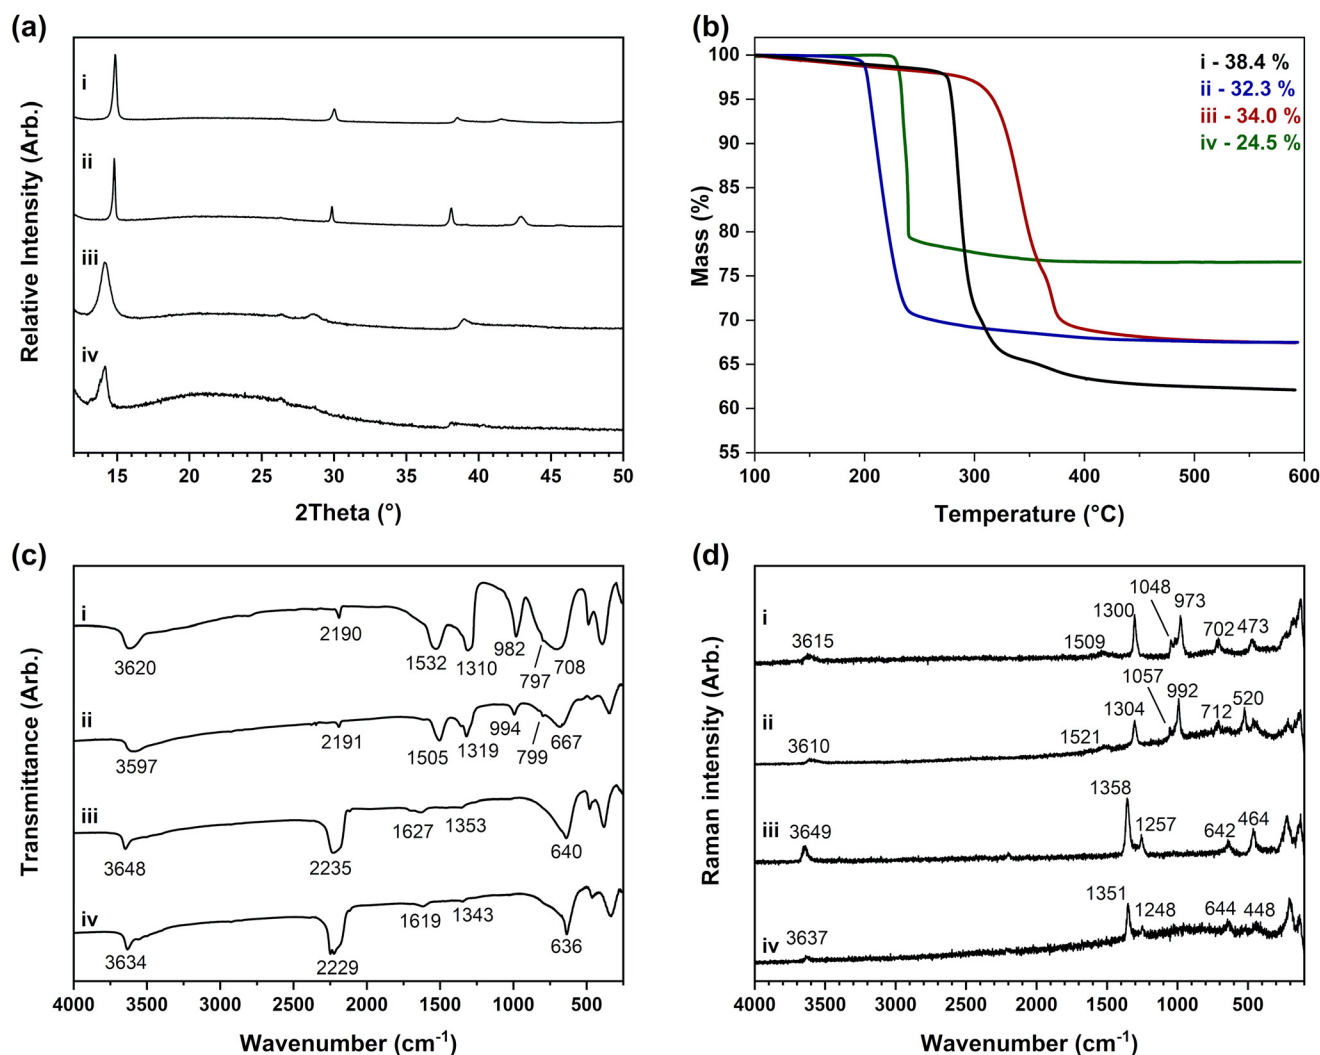 (a)
i
ii
iii
iv
Relative Intensity (Arb.)
15 20 25 30 35 40 45 50
2Theta (°)
(b)
i - 38.4 %
ii - 32.3 %
iii - 34.0 %
iv - 24.5 %
100
95
90
85
80
75
70
65
60
55
Mass (%)
100 200 300 400 500 600
Temperature (°C)
(c)
i
3620
2190
1532
1310
982
797
708
ii
3597
2191
1505
1319
994
799
667
iii
3648
2235
1627
1353
640
iv
3634
2229
1619
1343
636
Transmittance (Arb.)
4000 3500 3000 2500 2000 1500 1000 500
Wavenumber (cm-1)
(d)
i
3615
1509
1300
1048
973
702
473
ii
3610
1521
1304
1057
992
712
520
iii
3649
1358
1257
642
464
iv
3637
1351
1248
644
448
Raman intensity (Arb.)
4000 3500 3000 2500 2000 1500 1000 500
Wavenumber (cm-1)